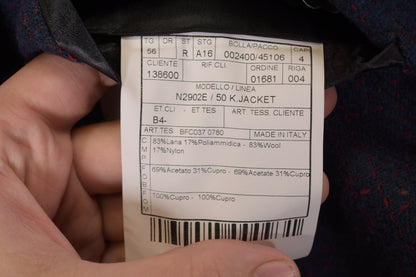 TG DR ST STG BOLLA/PACCO CAPI
56 R A16 002400/45106 4
CLIENTE RIF.CLI. ORDINE RIGA
138600 01681 004
MODELLO / LINEA
N2902E / 50 K.JACKET
ET.CLI - ET TES ART. TESS. CLIENTE
B4-
ART.TES BFC037 0760 MADE IN ITALY
83%Lana 17%Poliammidica - 83%Wool
17%Nylon
69%Acetato 31%Cupro - 69%Acetate 31%Cupro
100%Cupro - 100%Cupro